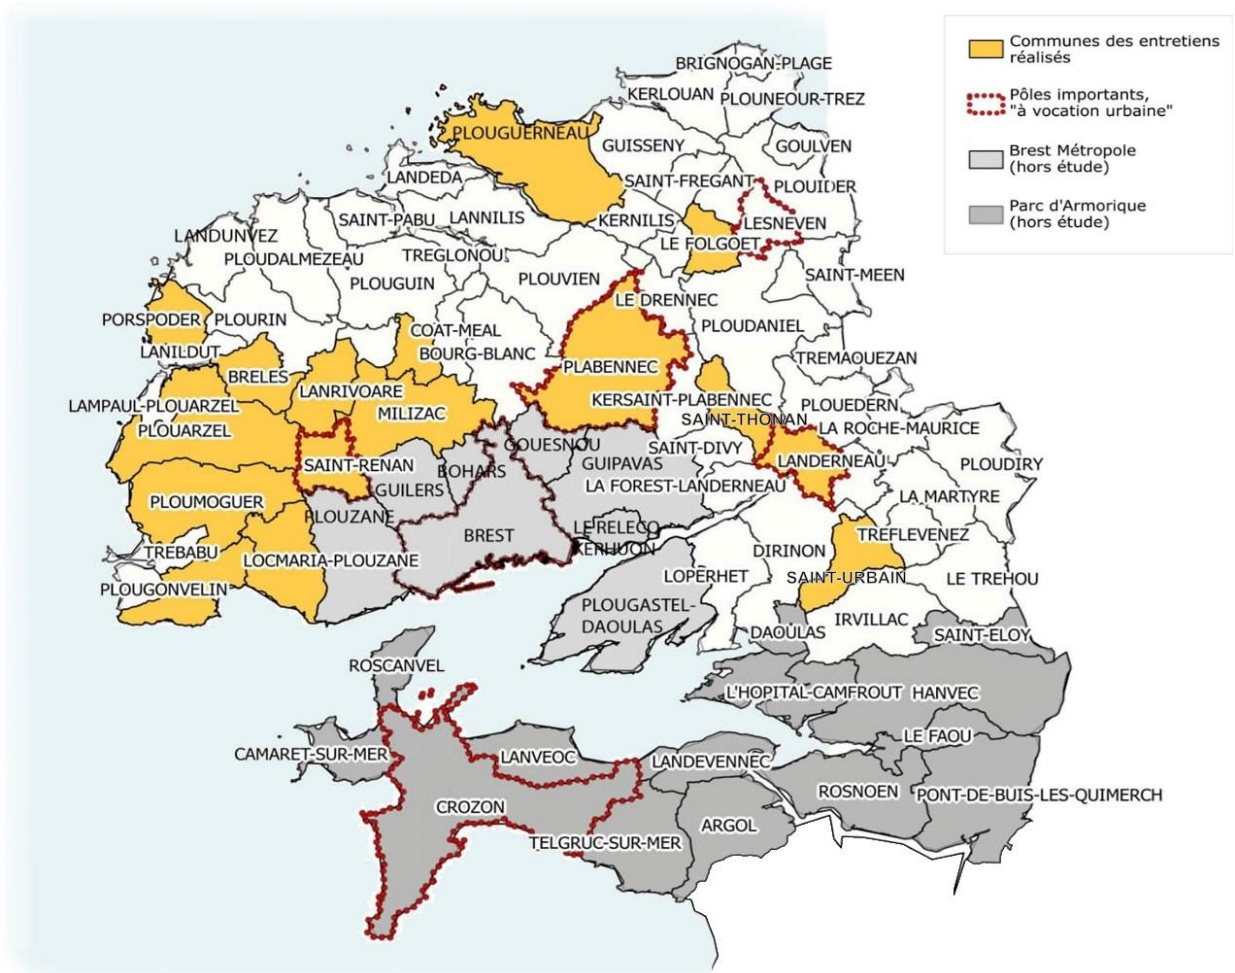 Communes des entretiens
réalisés
Pôles importants,
"à vocation urbaine"
Brest Métropole
(hors étude)
Parc d'Armorique
(hors étude)
BRIGNOGAN-PLAGE
KERLOUAN
PLOUNEOUR-TREZ
PLOUGUERNEAU
GUISSENY
GOULVEN
LANDEDA
SAINT-FREGANT
PLOUIDER
SAINT-PABU
LANNILIS
KERNILIS
LESNEVEN
LANDUNVEZ
LE FOLGOET
PLOUDALMEZEAU
TREGLONOU
PLOUGUIN
PLOUVIEN
SAINT-MEEN
LE DRENNEC
PORSPODER
PLOURIN
COAT-MEAL
PLOUDANIEL
LANILDUT
BOURG-BLANC
TREMAOUEZAN
BRELES
PLABENNEC
LANRIVOARE
KERSAINT-PLABENNEC
LAMPAUL-PLOUARZEL
MILIZAC
PLOUEDERN
SAINT-THONAN
PLOUARZEL
LA ROCHE-MAURICE
GOUESNOU
SAINT-DIVY
SAINT-RENAN
BOHARS
GUIPAVAS
LANDERNEAU
PLOUDIRY
GUILERS
LA FOREST-LANDERNEAU
LA MARTYRE
PLOUMOGUER
PLOUZANE
BREST
LE RELECQ
KERHUON
TREFLEVENEZ
TREBABU
LOCMARIA-PLOUZANE
DIRINON
LOPERHET
SAINT-URBAIN
LE TREHOU
PLOUGONVELIN
PLOUGASTEL-
DAOULAS
IRVILLAC
DAOULAS
SAINT-ELOY
ROSCANVEL
L'HOPITAL-CAMFROUT
HANVEC
LE FAOU
CAMARET-SUR-MER
LANVEOC
LANDEVENNEC
CROZON
ROSNOEN
PONT-DE-BUIS-LES-QUIMERCH
ARGOL
TELGRUC-SUR-MER